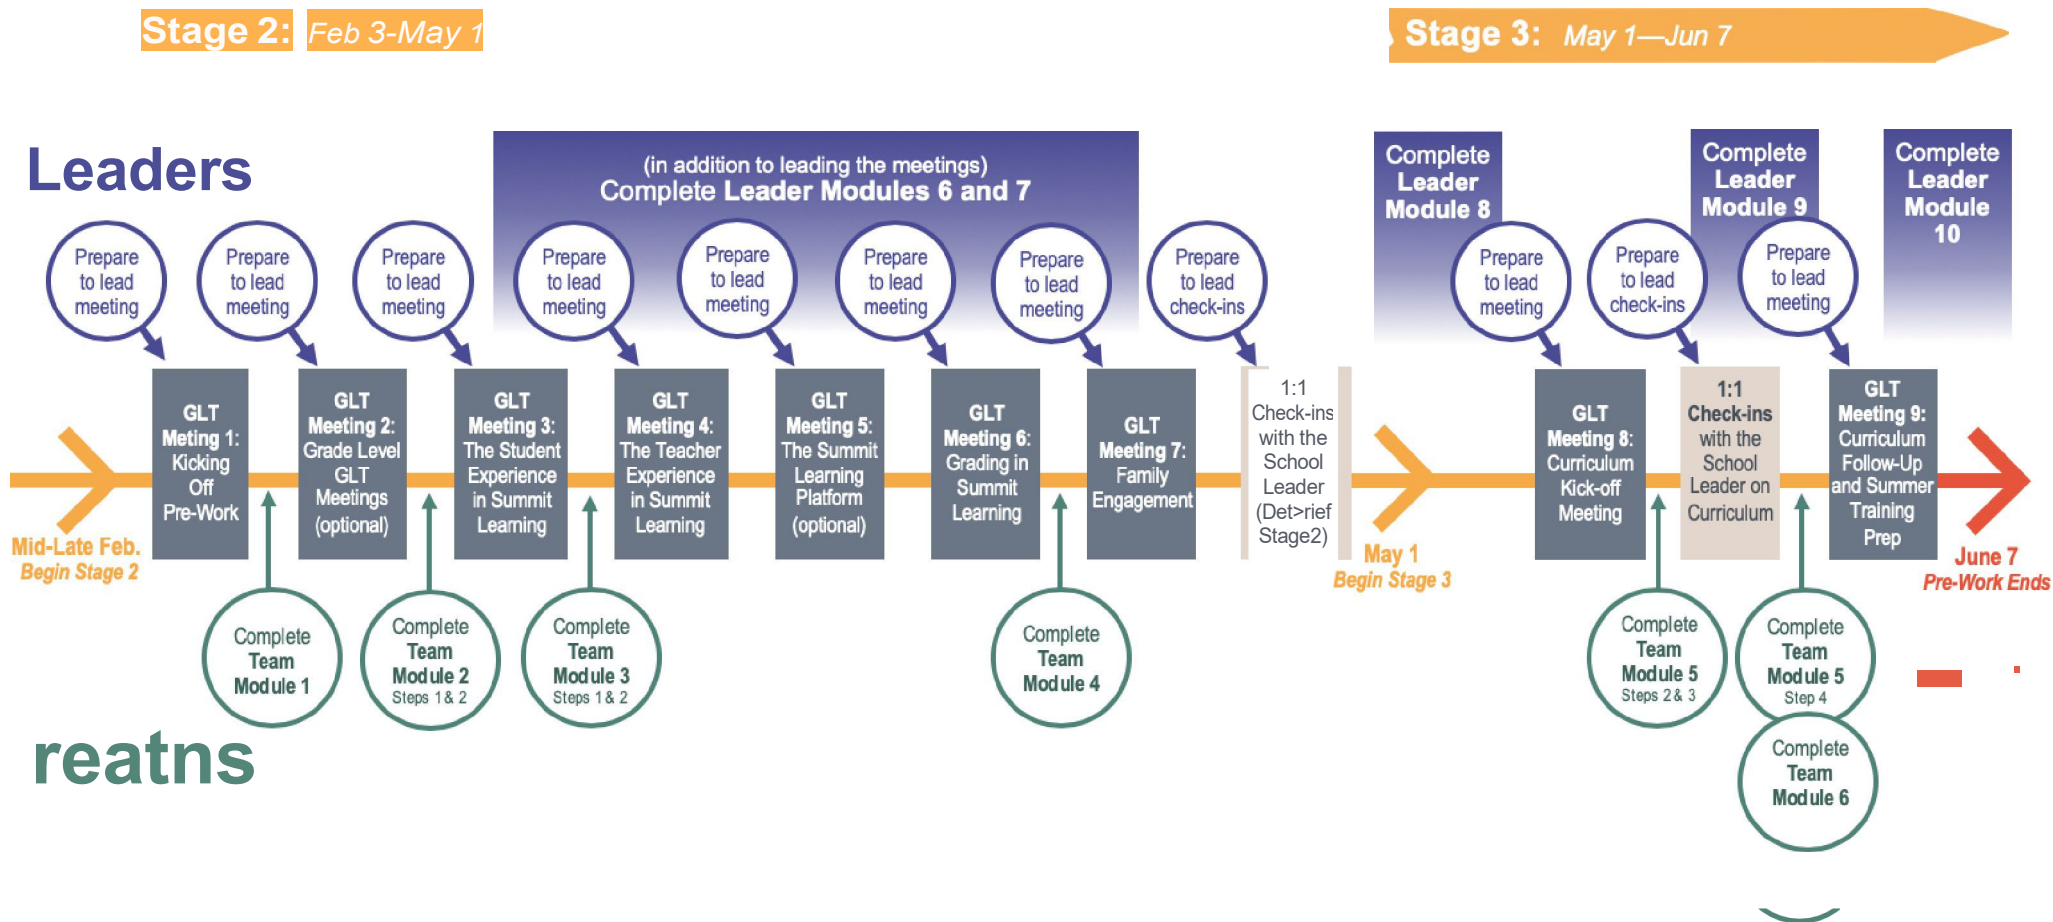 Stage 2: Feb 3-May 1
Stage 3: May 1—Jun 7
Leaders
(in addition to leading the meetings)
Complete Leader Modules 6 and 7
Complete
Leader
Module 8
Complete
Leader
Module 9
Complete
Leader
Module
10
Prepare
to lead
meeting
Prepare
to lead
meeting
Prepare
to lead
meeting
Prepare
to lead
meeting
Prepare
to lead
meeting
Prepare
to lead
meeting
Prepare
to lead
meeting
Prepare
to lead
check-ins
Prepare
to lead
meeting
Prepare
to lead
check-ins
Prepare
to lead
meeting
Mid-Late Feb.
Begin Stage 2
GLT
Meting 1:
Kicking
Off
Pre-Work
GLT
Meeting 2:
Grade Level
GLT
Meetings
(optional)
GLT
Meeting 3:
The Student
Experience
in Summit
Learning
GLT
Meeting 4:
The Teacher
Experience
in Summit
Learning
GLT
Meeting 5:
The Summit
Learning
Platform
(optional)
GLT
Meeting 6:
Grading in
Summit
Learning
GLT
Meeting 7:
Family
Engagement
1:1
Check-ins
with the
School
Leader
(Det>rief
Stage2)
May 1
Begin Stage 3
GLT
Meeting 8:
Curriculum
Kick-off
Meeting
1:1
Check-ins
with the
School
Leader on
Curriculum
GLT
Meeting 9:
Curriculum
Follow-Up
and Summer
Training
Prep
June 7
Pre-Work Ends
Complete
Team
Module 1
Complete
Team
Module 2
Steps 1 & 2
Complete
Team
Module 3
Steps 1 & 2
Complete
Team
Module 4
Complete
Team
Module 5
Steps 2 & 3
Complete
Team
Module 5
Step 4
Complete
Team
Module 6
reatns